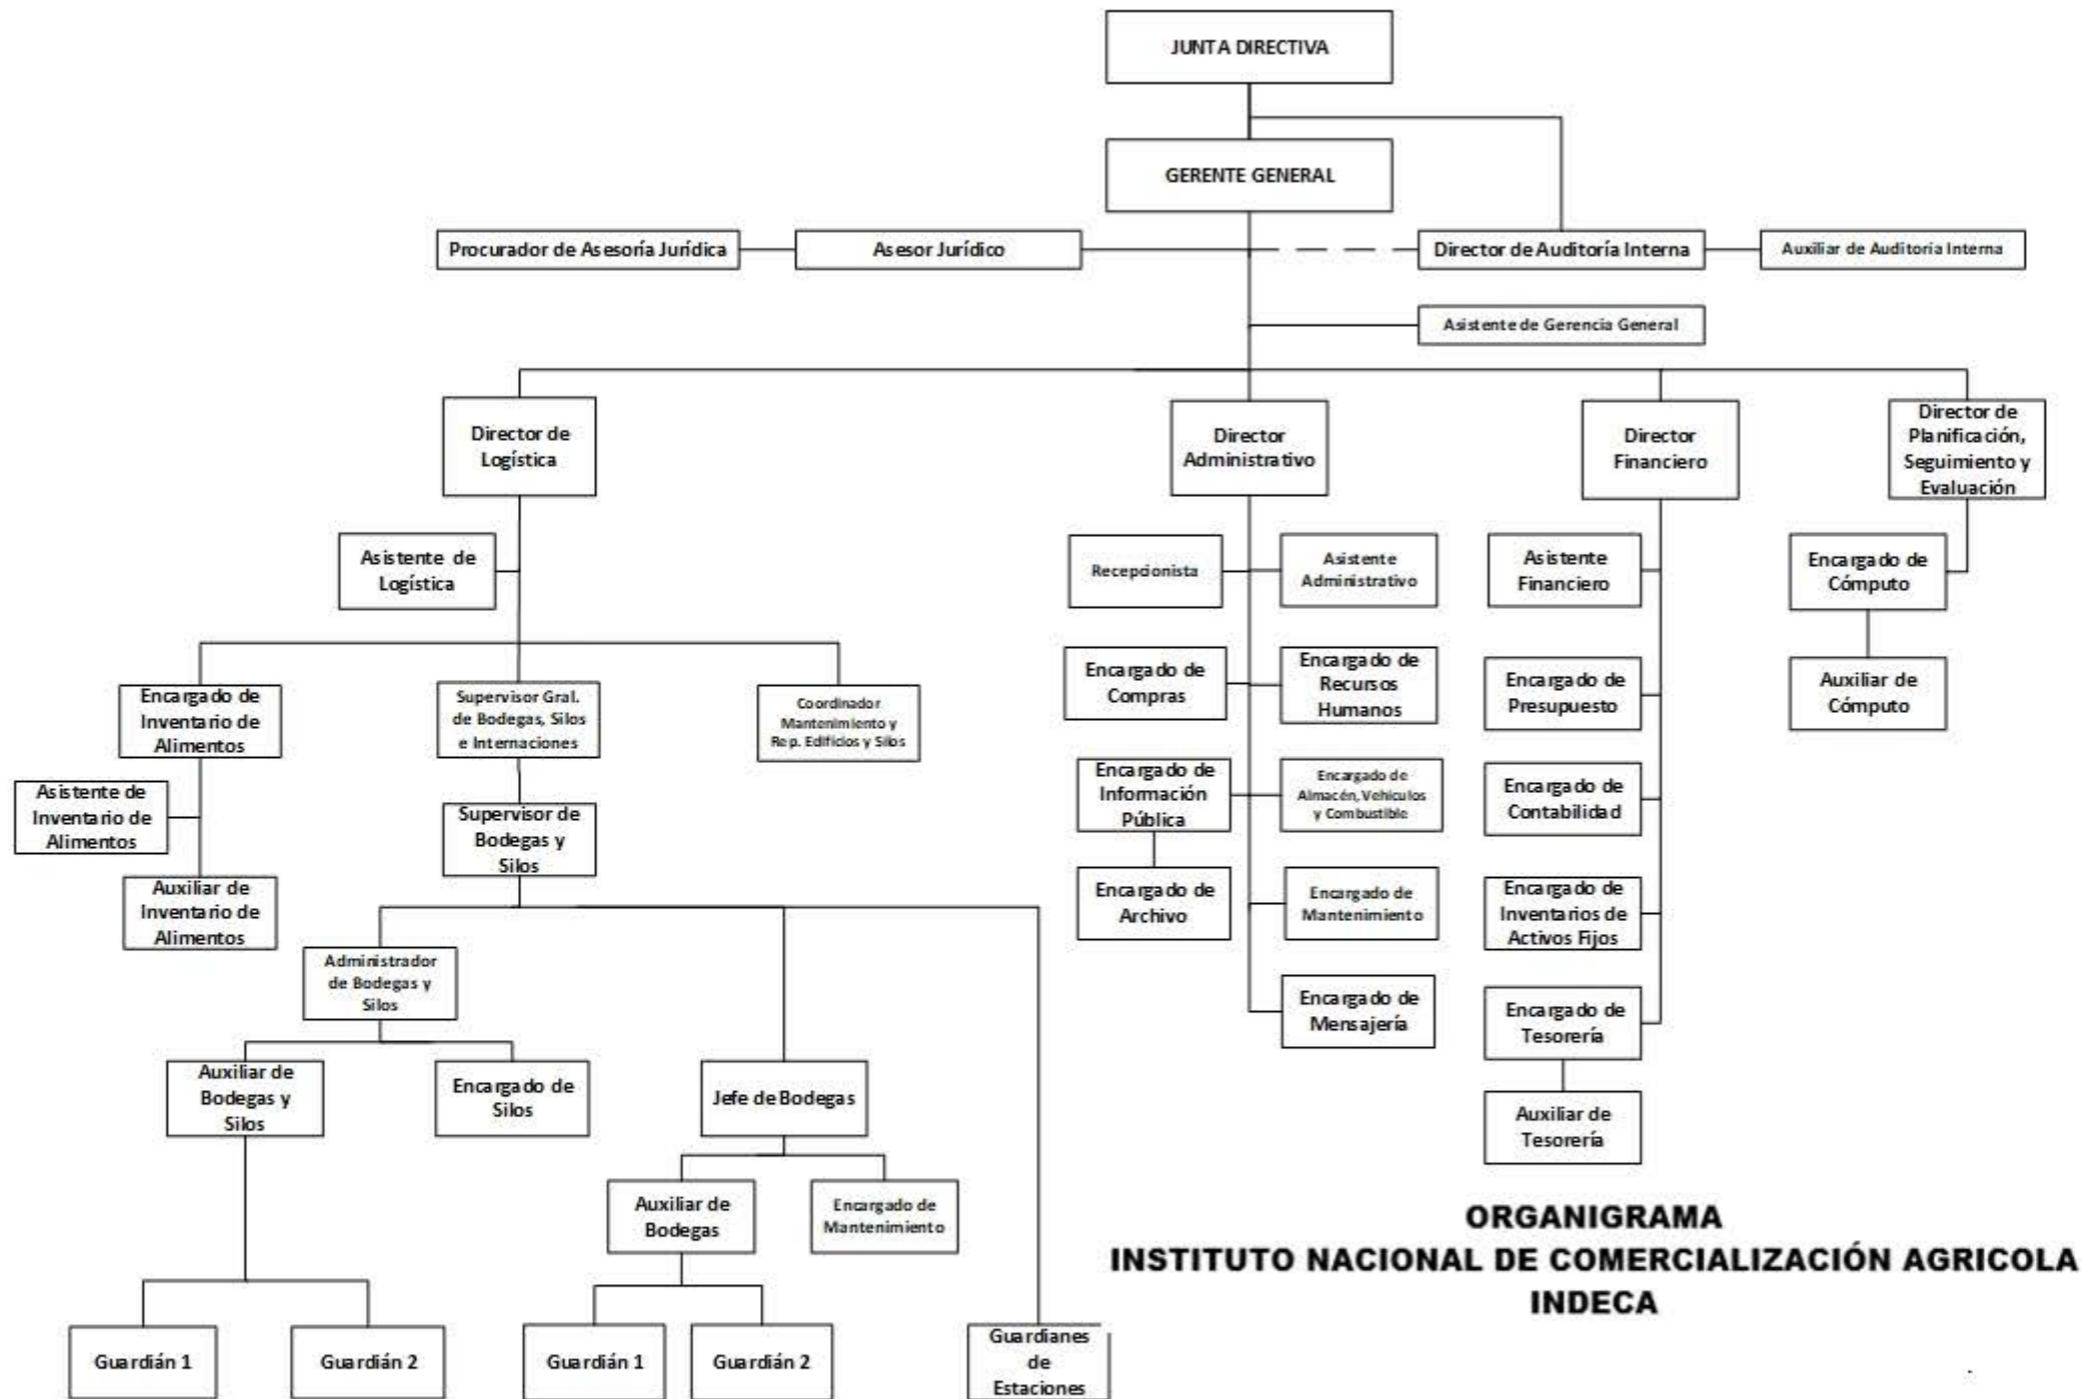 JUNTA DIRECTIVA
GERENTE GENERAL
Procurador de Asesoría Jurídica
Asesor Jurídico
Director de Auditoría Interna
Auxiliar de Auditoria Interna
Asistente de Gerencia General
Director de
Logística
Director
Administrativo
Director
Financiero
Director de
Planificación,
Seguimiento y
Evaluación
Asistente de
Logística
Recepcionista
Asistente
Administrativo
Asistente
Financiero
Encargado de
Cómputo
Encargado de
Inventario de
Alimentos
Supervisor Gral.
de Bodegas, Silos
e Internaciones
Coordinador
Mantenimiento y
Rep. Edificios y Silos
Encargado de
Compras
Encargado de
Recursos
Humanos
Encargado de
Presupuesto
Auxiliar de
Cómputo
Asistente de
Inventario de
Alimentos
Supervisor de
Bodegas y
Silos
Encargado de
Información
Pública
Encargado de
Almacén, Vehículos
y Combustible
Encargado de
Contabilidad
Auxiliar de
Inventario de
Alimentos
Encargado de
Archivo
Encargado de
Mantenimiento
Encargado de
Inventarios de
Activos Fijos
Administrador
de Bodegas y
Silos
Encargado de
Mensajería
Encargado de
Tesorería
Auxiliar de
Bodegas y
Silos
Encargado de
Silos
Jefe de Bodegas
Auxiliar de
Tesorería
Auxiliar de
Bodegas
Encargado de
Mantenimiento
Guardián 1
Guardián 2
Guardián 1
Guardián 2
Guardianes
de
Estaciones
ORGANIGRAMA
INSTITUTO NACIONAL DE COMERCIALIZACIÓN AGRICOLA
INDECA